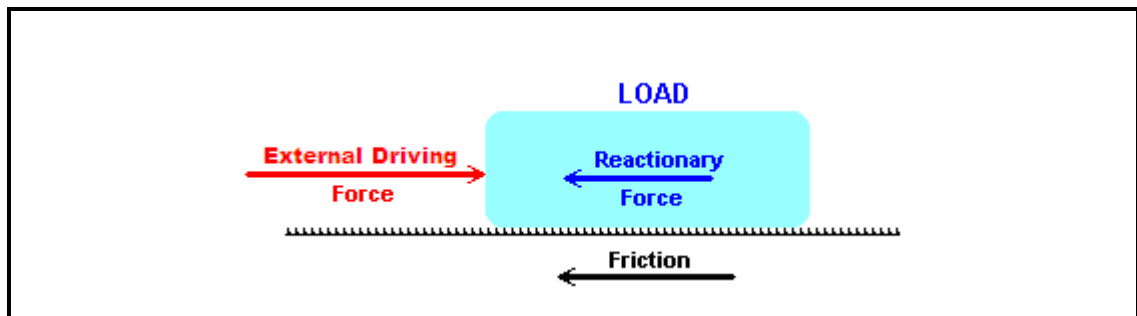 LOAD
External Driving
Force
Reactionary
Force
Friction